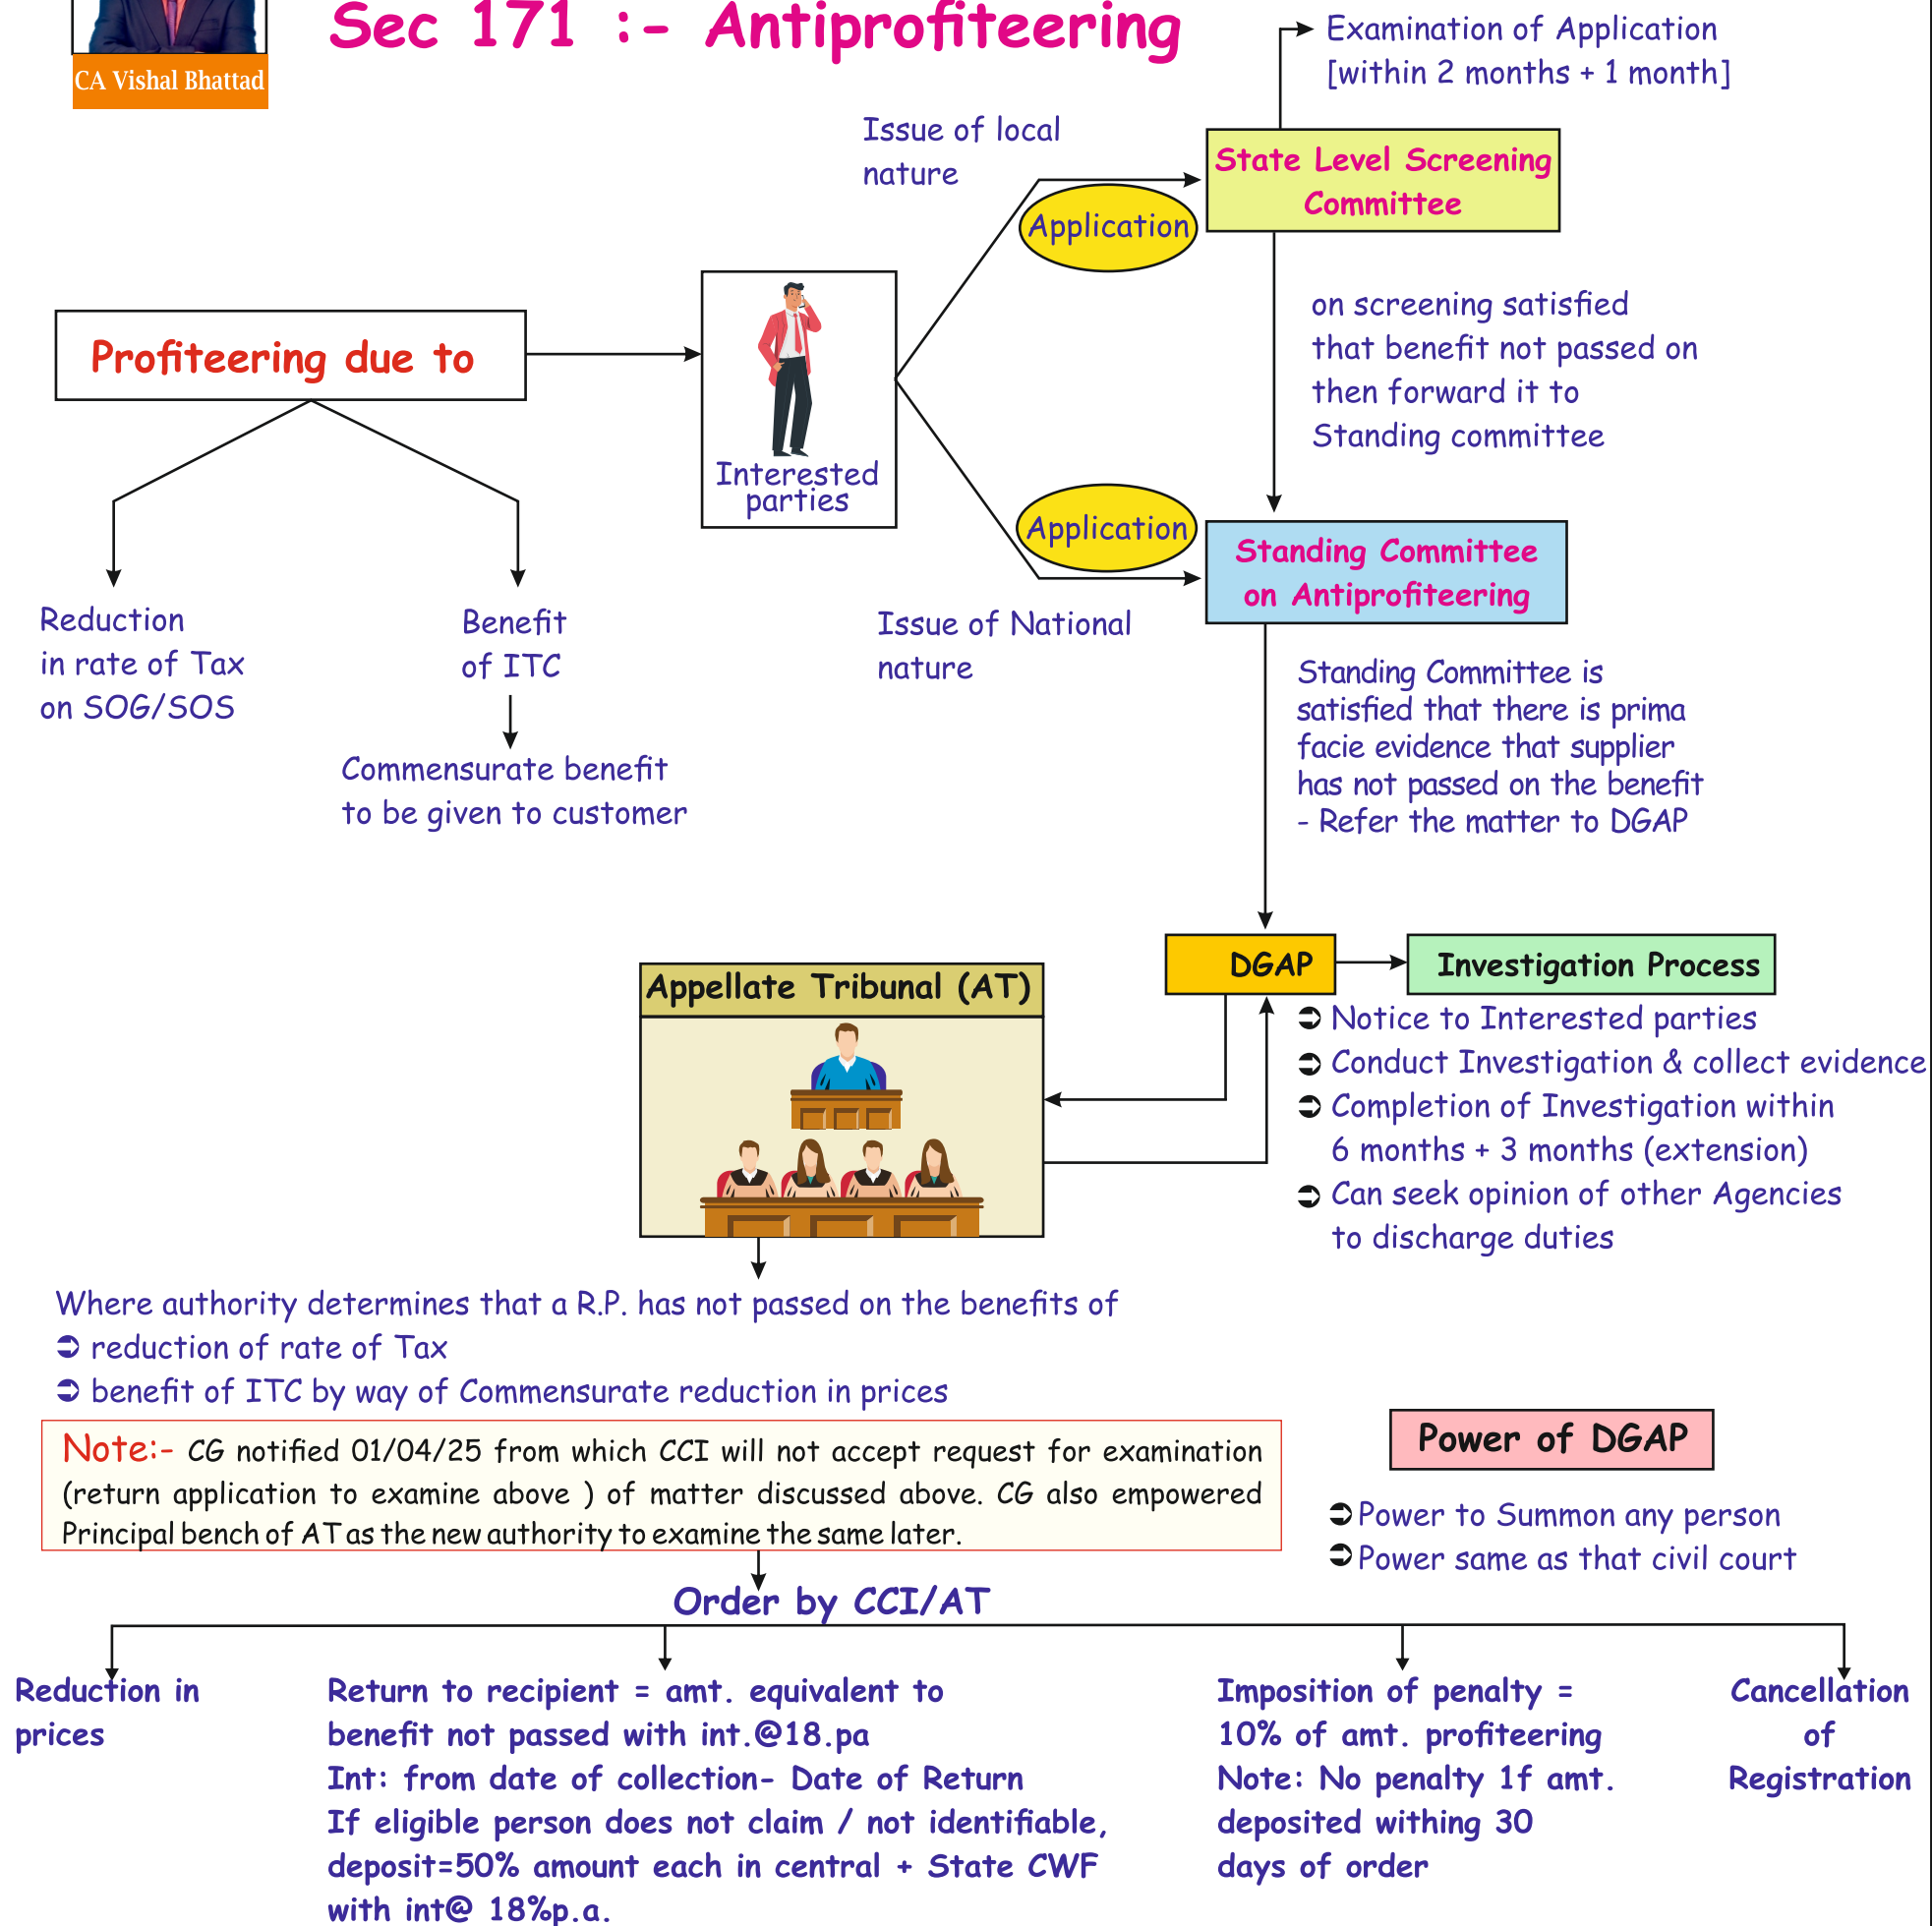 CA Vishal Bhattad
Sec 171 :- Antiprofiteering
Examination of Application
[within 2 months + 1 month]
Issue of local
nature
State Level Screening
Committee
Application
on screening satisfied
that benefit not passed on
then forward it to
Standing committee
Profiteering due to
Interested
parties
Application
Standing Committee
on Antiprofiteering
Issue of National
nature
Reduction
in rate of Tax
on SOG/SOS
Benefit
of ITC
Commensurate benefit
to be given to customer
Standing Committee is
satisfied that there is prima
facie evidence that supplier
has not passed on the benefit
- Refer the matter to DGAP
DGAP
Investigation Process
Notice to Interested parties
Conduct Investigation & collect evidence
Completion of Investigation within
6 months + 3 months (extension)
Can seek opinion of other Agencies
to discharge duties
Appellate Tribunal (AT)
Where authority determines that a R.P. has not passed on the benefits of
reduction of rate of Tax
benefit of ITC by way of Commensurate reduction in prices
Note:- CG notified 01/04/25 from which CCI will not accept request for examination
(return application to examine above ) of matter discussed above. CG also empowered
Principal bench of AT as the new authority to examine the same later.
Power of DGAP
Power to Summon any person
Power same as that civil court
Order by CCI/AT
Reduction in
prices
Return to recipient = amt. equivalent to
benefit not passed with int.@18.pa
Int: from date of collection- Date of Return
If eligible person does not claim / not identifiable,
deposit=50% amount each in central + State CWF
with int@ 18%p.a.
Imposition of penalty =
10% of amt. profiteering
Note: No penalty 1f amt.
deposited withing 30
days of order
Cancellation
of
Registration